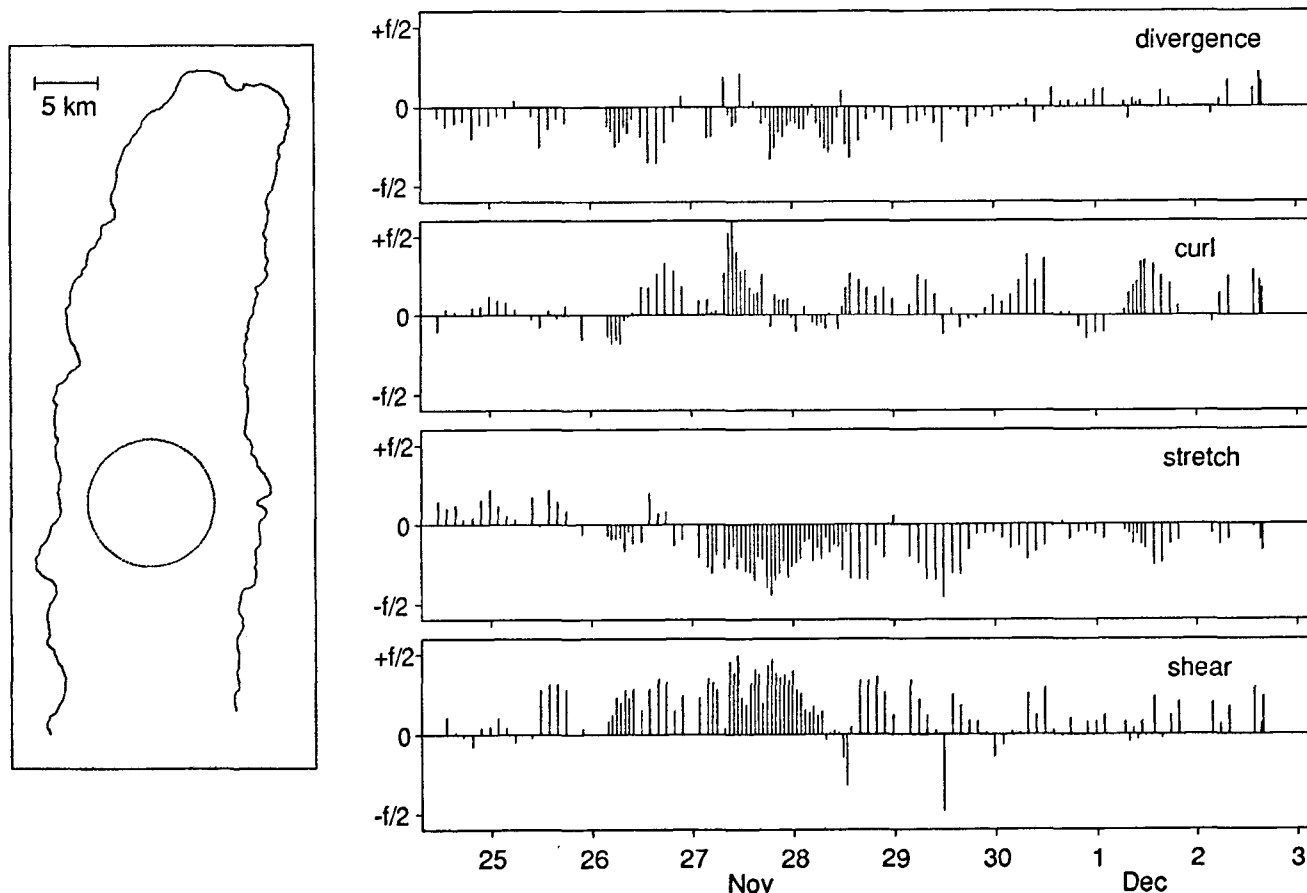 5 km
+f/2
divergence
0
-f/2
+f/2
curl
0
-f/2
+f/2
stretch
0
-f/2
+f/2
shear
0
-f/2
25 26 27 28 29 30 1 2 3
Nov Dec